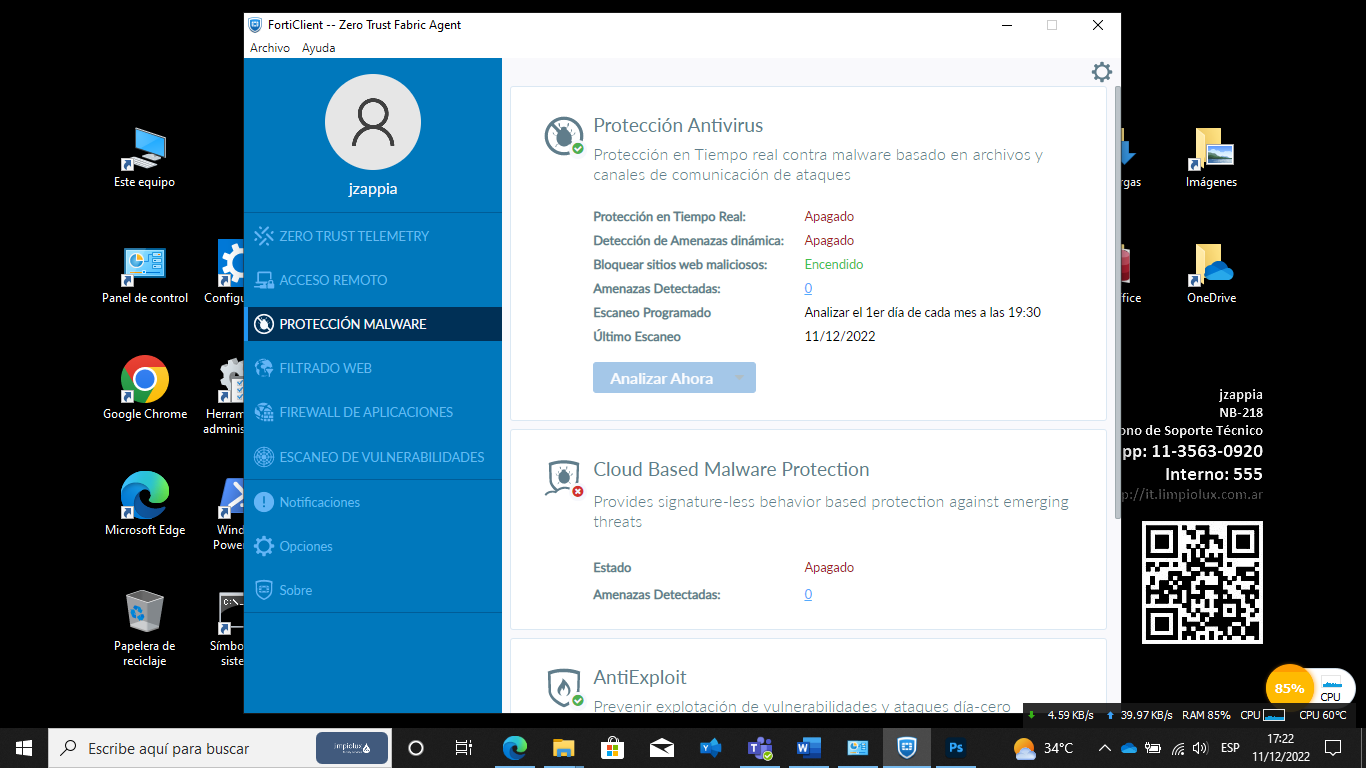 FortiClient -- Zero Trust Fabric Agent
Archivo Ayuda
jzappia
ZERO TRUST TELEMETRY
ACCESO REMOTO
PROTECCIÓN MALWARE
FILTRADO WEB
FIREWALL DE APLICACIONES
ESCANEO DE VULNERABILIDADES
Notificaciones
Opciones
Sobre
Protección Antivirus
Protección en Tiempo real contra malware basado en archivos y
canales de comunicación de ataques
Protección en Tiempo Real: Apagado
Detección de Amenazas dinámica: Apagado
Bloquear sitios web maliciosos: Encendido
Amenazas Detectadas: 0
Escaneo Programado Analizar el 1er día de cada mes a las 19:30
Último Escaneo 11/12/2022
Analizar Ahora
Cloud Based Malware Protection
Provides signature-less behavior based protection against emerging
threats
Estado Apagado
Amenazas Detectadas: 0
AntiExploit
Prevenir explotación de vulnerabilidades y ataques día-cero
Este equipo
Panel de control
Google Chrome
Microsoft Edge
Papelera de
reciclaje
Configu
Herram
adminis
Wind
Power
C:\
Símbo
siste
rgas
Imágenes
fice
OneDrive
jzappia
NB-218
ono de Soporte Técnico
pp: 11-3563-0920
Interno: 555
p://it.limpiolux.com.ar
85%
CPU
4.59 KB/s 39.97 KB/s RAM 85% CPU CPU 60°C
Escribe aquí para buscar
limpiolux
W
Ps
34°C
ESP
17:22
11/12/2022